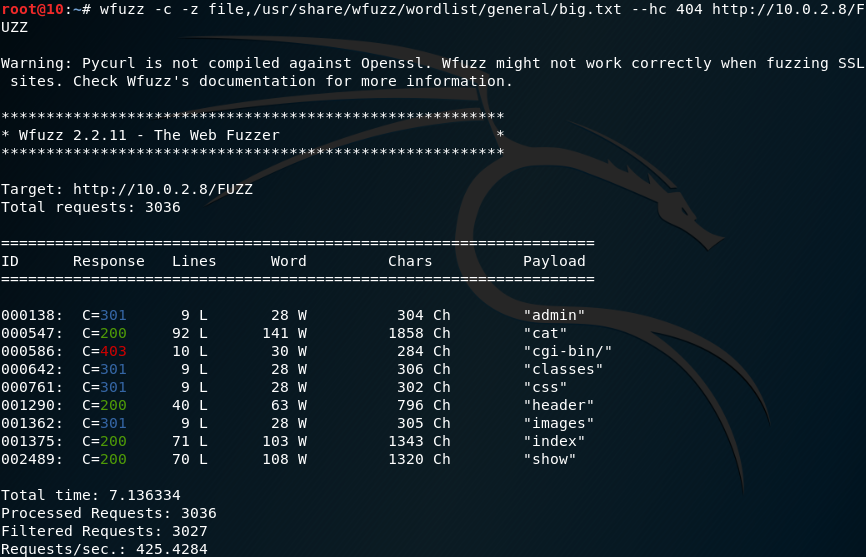 root@10:~# wfuzz -c -z file,/usr/share/wfuzz/wordlist/general/big.txt --hc 404 http://10.0.2.8/F
UZZ
Warning: Pycurl is not compiled against Openssl. Wfuzz might not work correctly when fuzzing SSL
 sites. Check Wfuzz's documentation for more information.
********************************************************
* Wfuzz 2.2.11 - The Web Fuzzer                        *
********************************************************
Target: http://10.0.2.8/FUZZ
Total requests: 3036
==================================================================
ID      Response   Lines      Word         Chars          Payload
==================================================================
000138:  C=301      9 L       28 W          304 Ch        "admin"
000547:  C=200     92 L      141 W         1858 Ch        "cat"
000586:  C=403     10 L       30 W          284 Ch        "cgi-bin/"
000642:  C=301      9 L       28 W          306 Ch        "classes"
000761:  C=301      9 L       28 W          302 Ch        "css"
001290:  C=200     40 L       63 W          796 Ch        "header"
001362:  C=301      9 L       28 W          305 Ch        "images"
001375:  C=200     71 L      103 W         1343 Ch        "index"
002489:  C=200     70 L      108 W         1320 Ch        "show"
Total time: 7.136334
Processed Requests: 3036
Filtered Requests: 3027
Requests/sec.: 425.4284